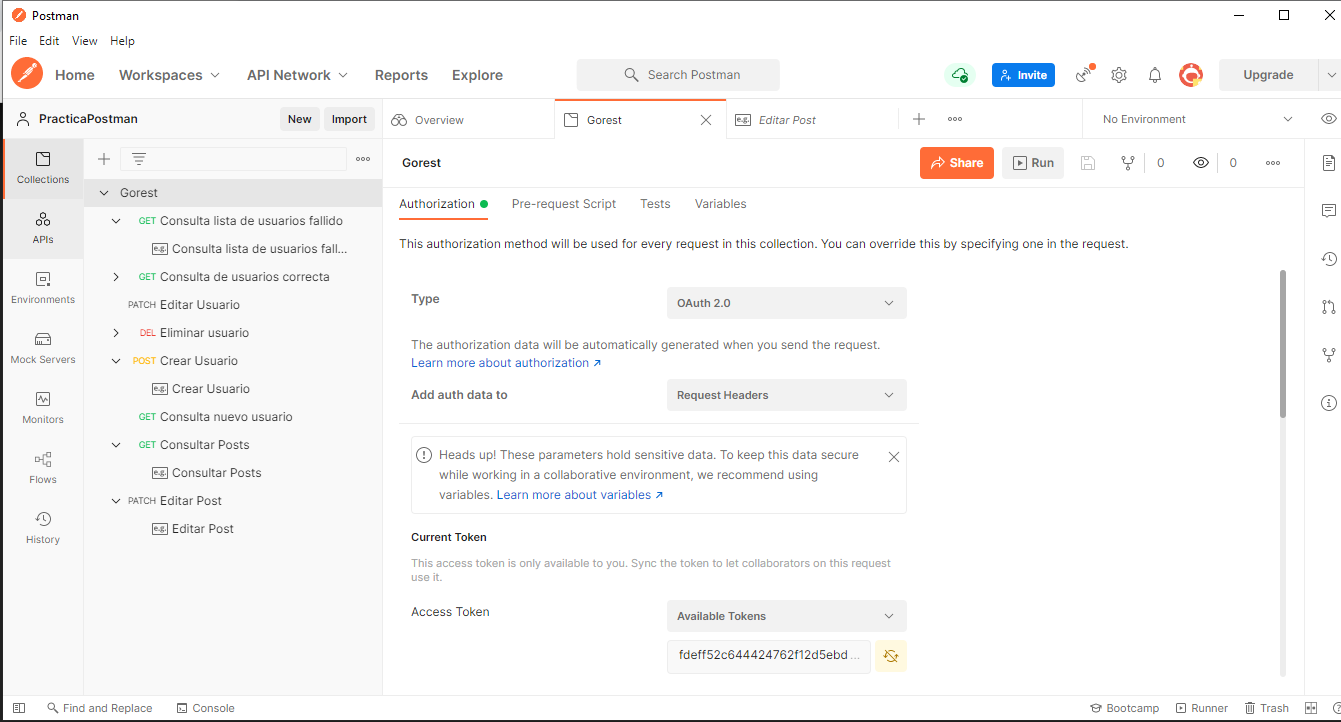 Postman
File Edit View Help
Home Workspaces API Network Reports Explore Search Postman Invite Upgrade
PracticaPostman New Import Overview Gorest e.g. Editar Post No Environment
Gorest Share Run 0 0
Collections
APIs
Environments
Mock Servers
Monitors
Flows
History
Gorest
GET Consulta lista de usuarios fallido
e.g. Consulta lista de usuarios fall...
GET Consulta de usuarios correcta
PATCH Editar Usuario
DEL Eliminar usuario
POST Crear Usuario
e.g. Crear Usuario
GET Consulta nuevo usuario
GET Consultar Posts
e.g. Consultar Posts
PATCH Editar Post
e.g. Editar Post
Authorization Pre-request Script Tests Variables
This authorization method will be used for every request in this collection. You can override this by specifying one in the request.
Type OAuth 2.0
The authorization data will be automatically generated when you send the request.
Learn more about authorization ↗
Add auth data to Request Headers
Heads up! These parameters hold sensitive data. To keep this data secure
while working in a collaborative environment, we recommend using
variables. Learn more about variables ↗
Current Token
This access token is only available to you. Sync the token to let collaborators on this request
use it.
Access Token Available Tokens
fdeff52c644424762f12d5ebd ...
Find and Replace Console Bootcamp Runner Trash